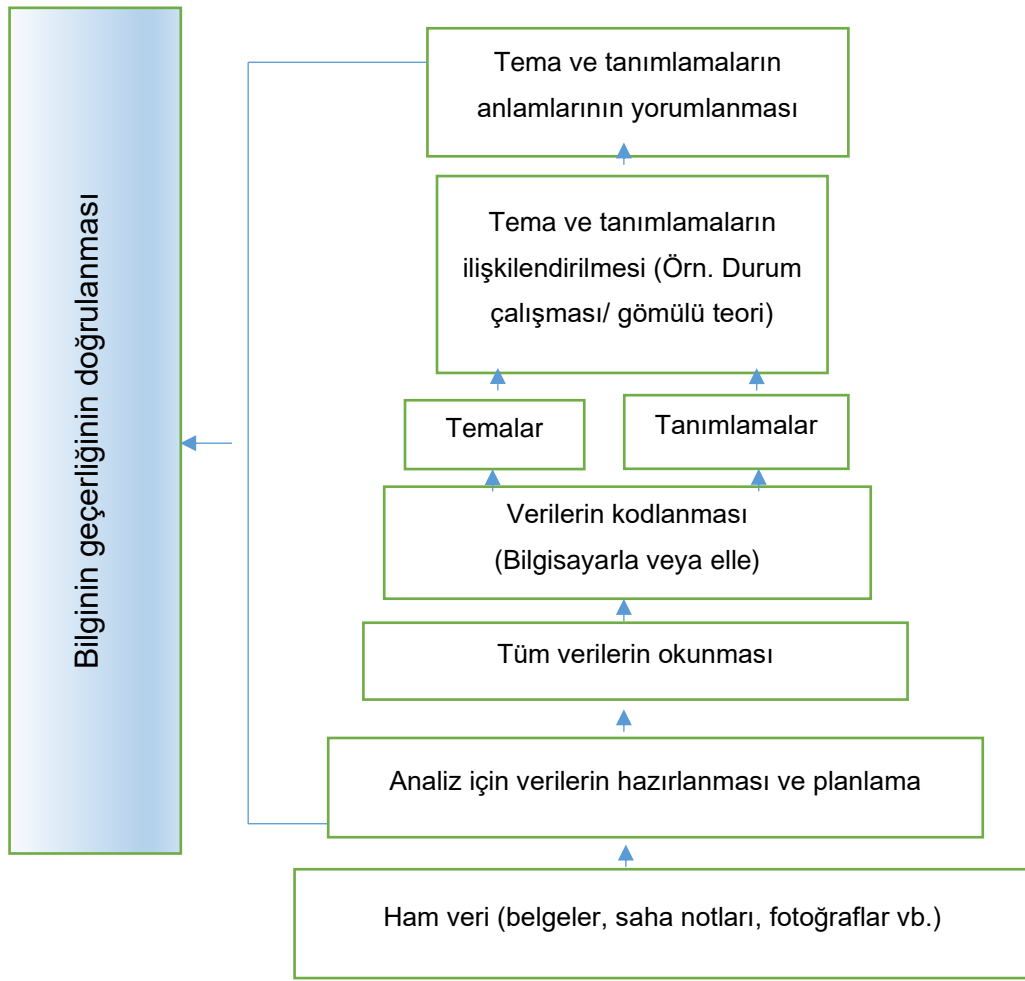 Bilginin geçerliğinin doğrulanması
Tema ve tanımlamaların
anlamlarının yorumlanması
Tema ve tanımlamaların
ilişkilendirilmesi (Örn. Durum
çalışması/ gömülü teori)
Temalar
Tanımlamalar
Verilerin kodlanması
(Bilgisayarla veya elle)
Tüm verilerin okunması
Analiz için verilerin hazırlanması ve planlama
Ham veri (belgeler, saha notları, fotoğraflar vb.)